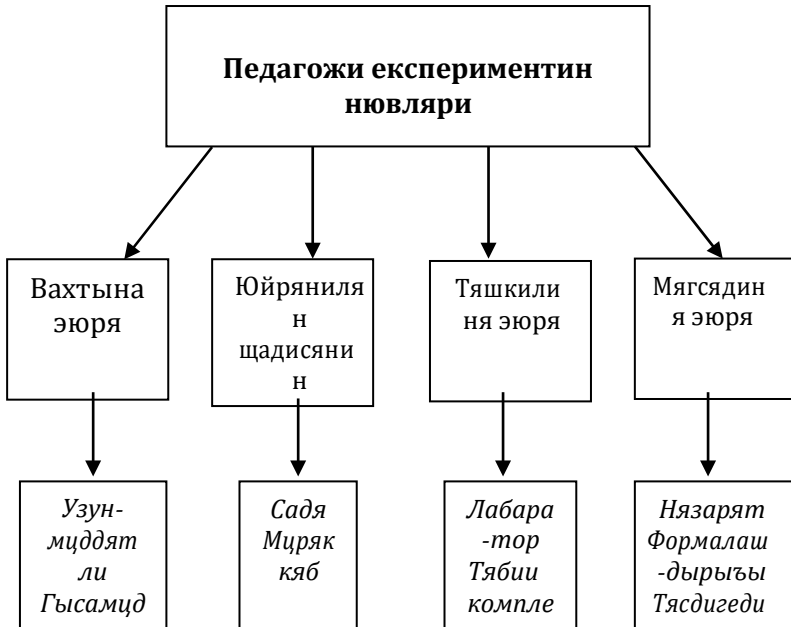 Педагожи експериментин
нювляри
Вахтына
эюря
Юйряниля
н
щадисянин
н
Тяшкили
ня эюря
Мягсядин
я эюря
Узун-
мцддят
ли
Гысамцд
Садя
Мцряк
кяб
Лабара
-тор
Тябии
компле
Нязарят
Формалаш
-дырыъы
Тясдигеди